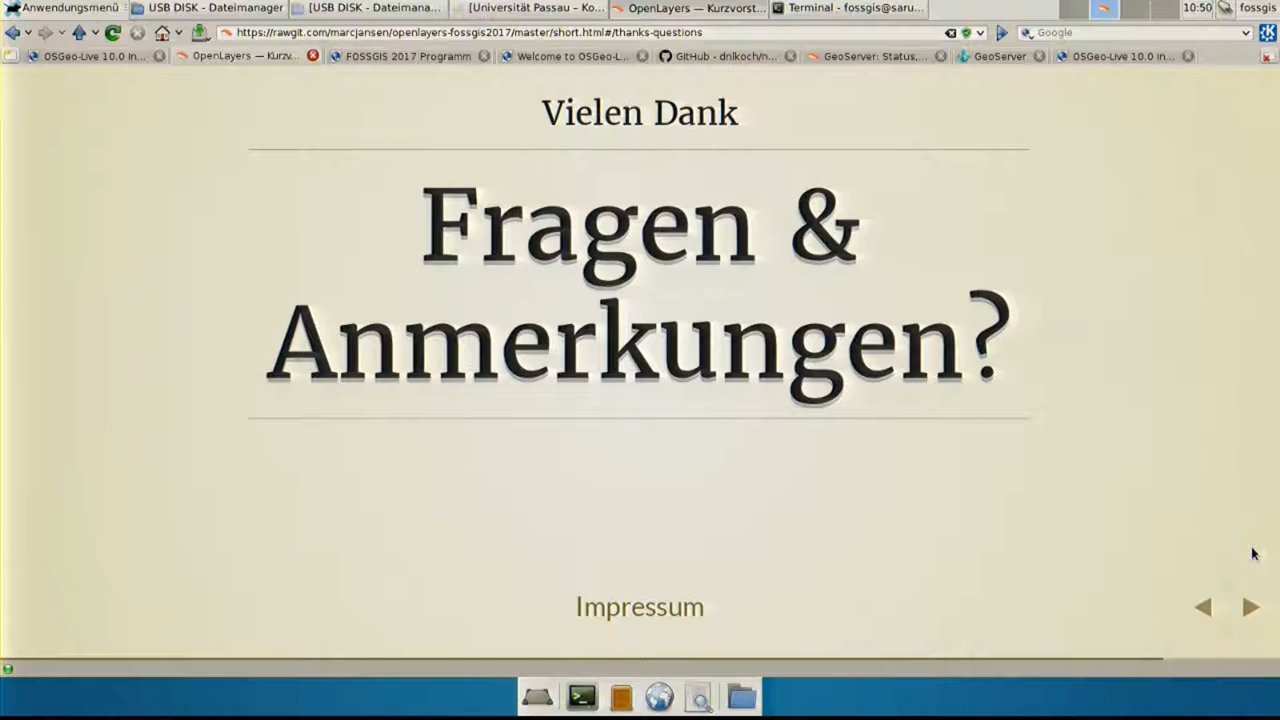 Anwendungsmenü
USB DISK - Dateimanager
[USB DISK - Dateimana...
[Universität Passau – Ko...
OpenLayers — Kurzvorst...
Terminal - fossgis@saru...
10:50
fossgis
https://rawgit.com/marcjansen/openlayers-fossgis2017/master/short.html#/thanks-questions
Google
OSGeo-Live 10.0 In...
OpenLayers — Kurzv...
FOSSGIS 2017 Programm
Welcome to OSGeo-L...
GitHub - dnlkoch/n...
GeoServer: Status,...
GeoServer
OSGeo-Live 10.0 In...
Vielen Dank
Fragen &
Anmerkungen?
Impressum